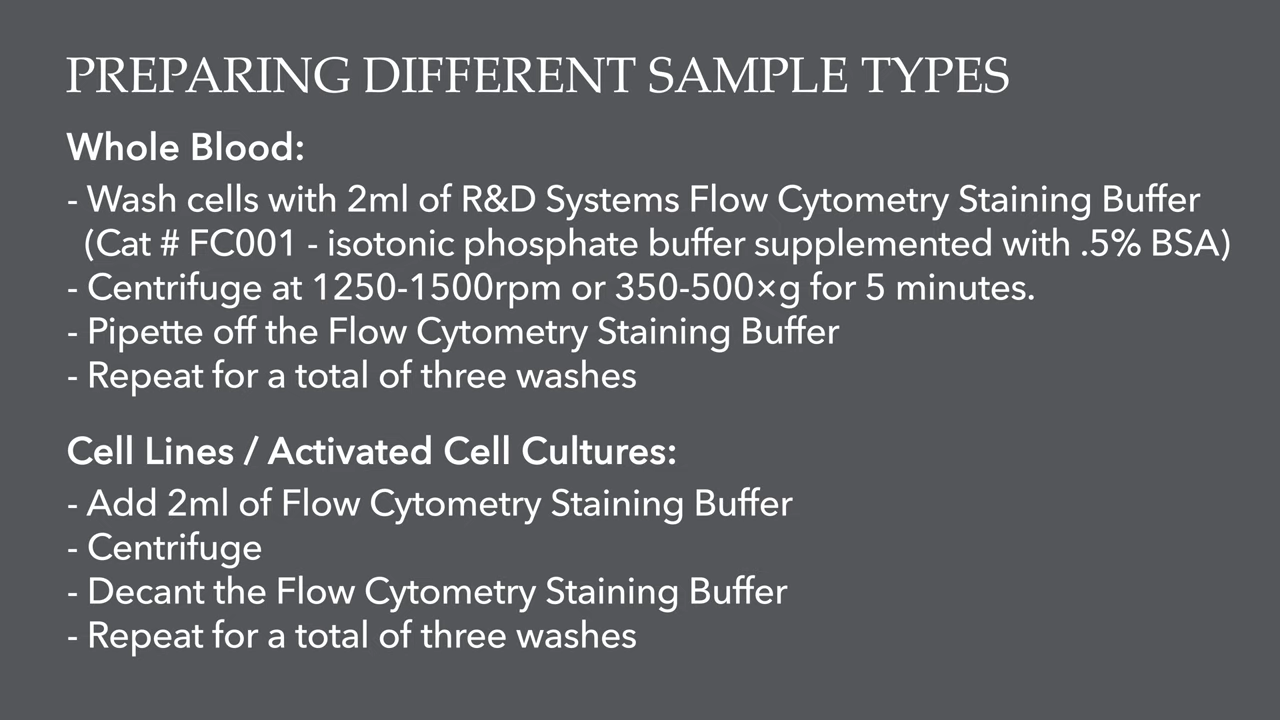 PREPARING DIFFERENT SAMPLE TYPES
Whole Blood:
- Wash cells with 2ml of R&D Systems Flow Cytometry Staining Buffer
(Cat # FC001 - isotonic phosphate buffer supplemented with .5% BSA)
- Centrifuge at 1250-1500rpm or 350-500×g for 5 minutes.
- Pipette off the Flow Cytometry Staining Buffer
- Repeat for a total of three washes
Cell Lines / Activated Cell Cultures:
- Add 2ml of Flow Cytometry Staining Buffer
- Centrifuge
- Decant the Flow Cytometry Staining Buffer
- Repeat for a total of three washes